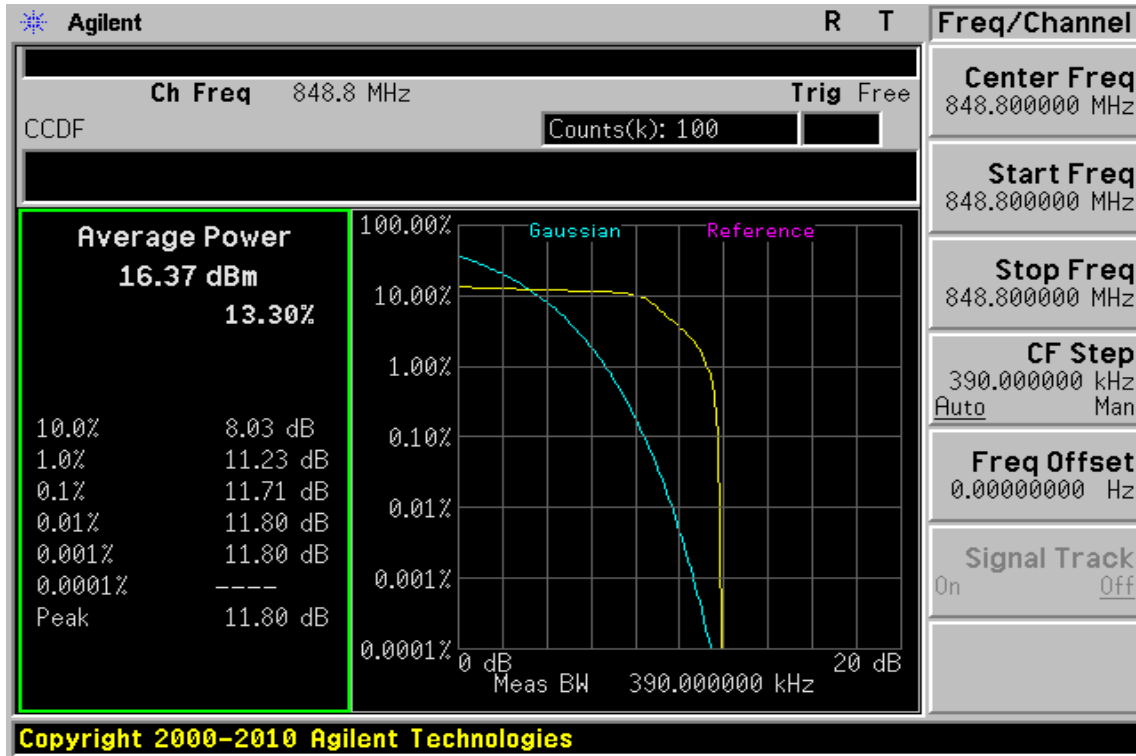 Agilent R T
Ch Freq 848.8 MHz Trig Free
CCDF Counts(k): 100
Average Power
16.37 dBm
13.30%
10.0% 8.03 dB
1.0% 11.23 dB
0.1% 11.71 dB
0.01% 11.80 dB
0.001% 11.80 dB
0.0001% ----
Peak 11.80 dB
Gaussian Reference
100.00%
10.00%
1.00%
0.10%
0.01%
0.001%
0.0001%
0 dB 20 dB
Meas BW 390.000000 kHz
Freq/Channel
Center Freq
848.800000 MHz
Start Freq
848.800000 MHz
Stop Freq
848.800000 MHz
CF Step
390.000000 kHz
Auto Man
Freq Offset
0.00000000 Hz
Signal Track
On Off
Copyright 2000-2010 Agilent Technologies